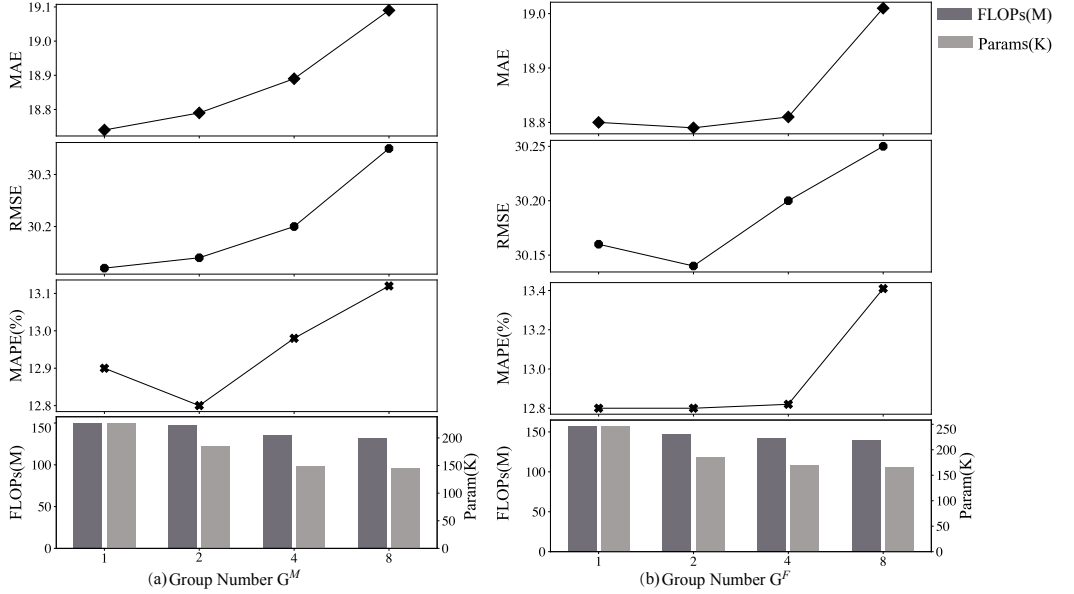 MAE
19.1
19.0
18.9
18.8
RMSE
30.3
30.2
MAPE(%)
13.1
13.0
12.9
12.8
FLOPs(M)
150
100
50
0
Param(K)
200
150
100
50
0
1 2 4 8
(a) Group Number G^M
MAE
19.0
18.9
18.8
RMSE
30.25
30.20
30.15
MAPE(%)
13.4
13.2
13.0
12.8
FLOPs(M)
150
100
50
0
Param(K)
250
200
150
100
50
0
1 2 4 8
(b) Group Number G^F
FLOPs(M)
Params(K)